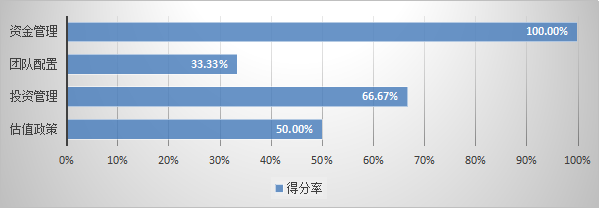 资金管理 100.00%
团队配置 33.33%
投资管理 66.67%
估值政策 50.00%
0% 10% 20% 30% 40% 50% 60% 70% 80% 90% 100%
得分率